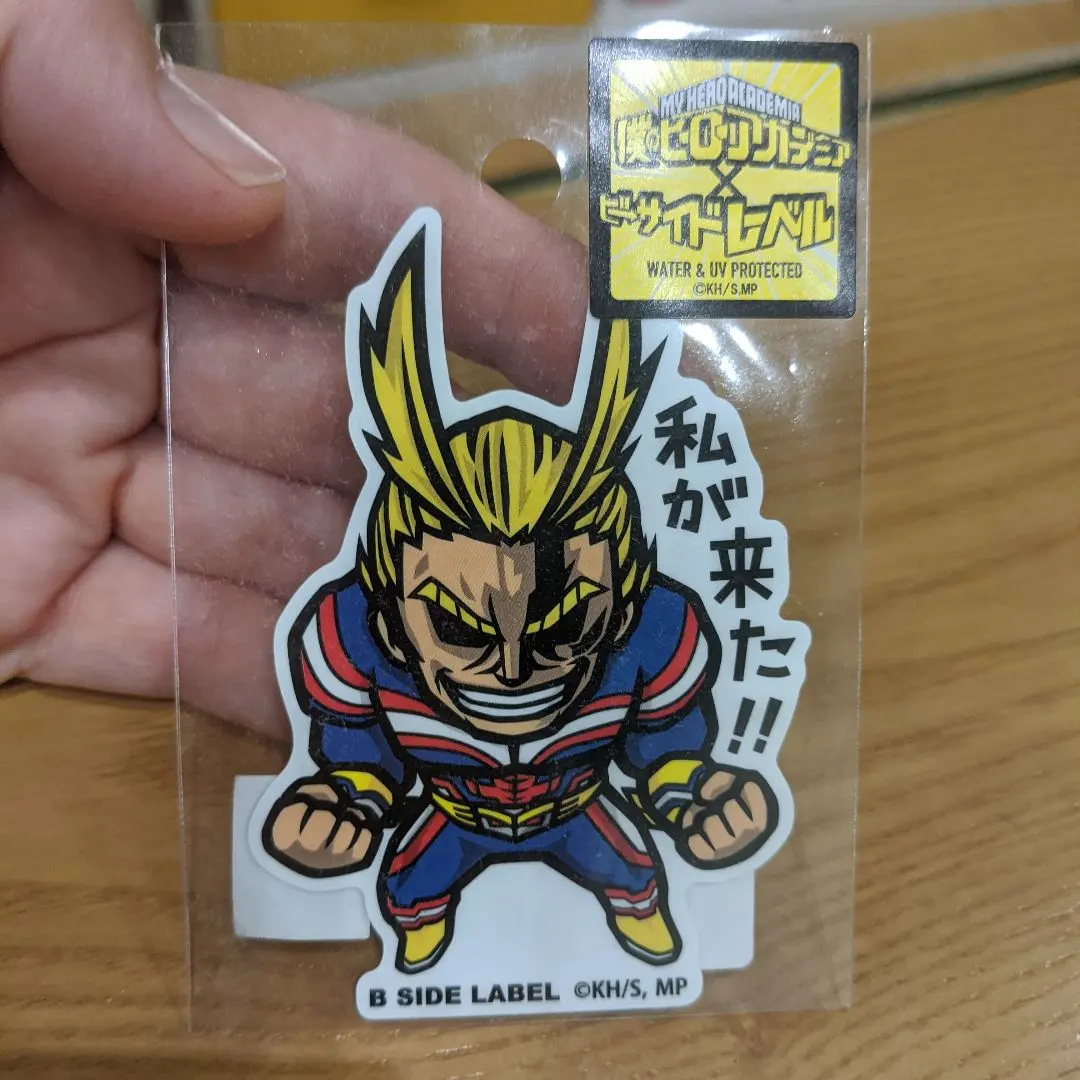 MY HERO ACADEMIA
僕のヒーローアカデミア
×
ビーサイドレーベル
WATER & UV PROTECTED
©KH/S,MP
私が来た!!
B SIDE LABEL ©KH/S, MP